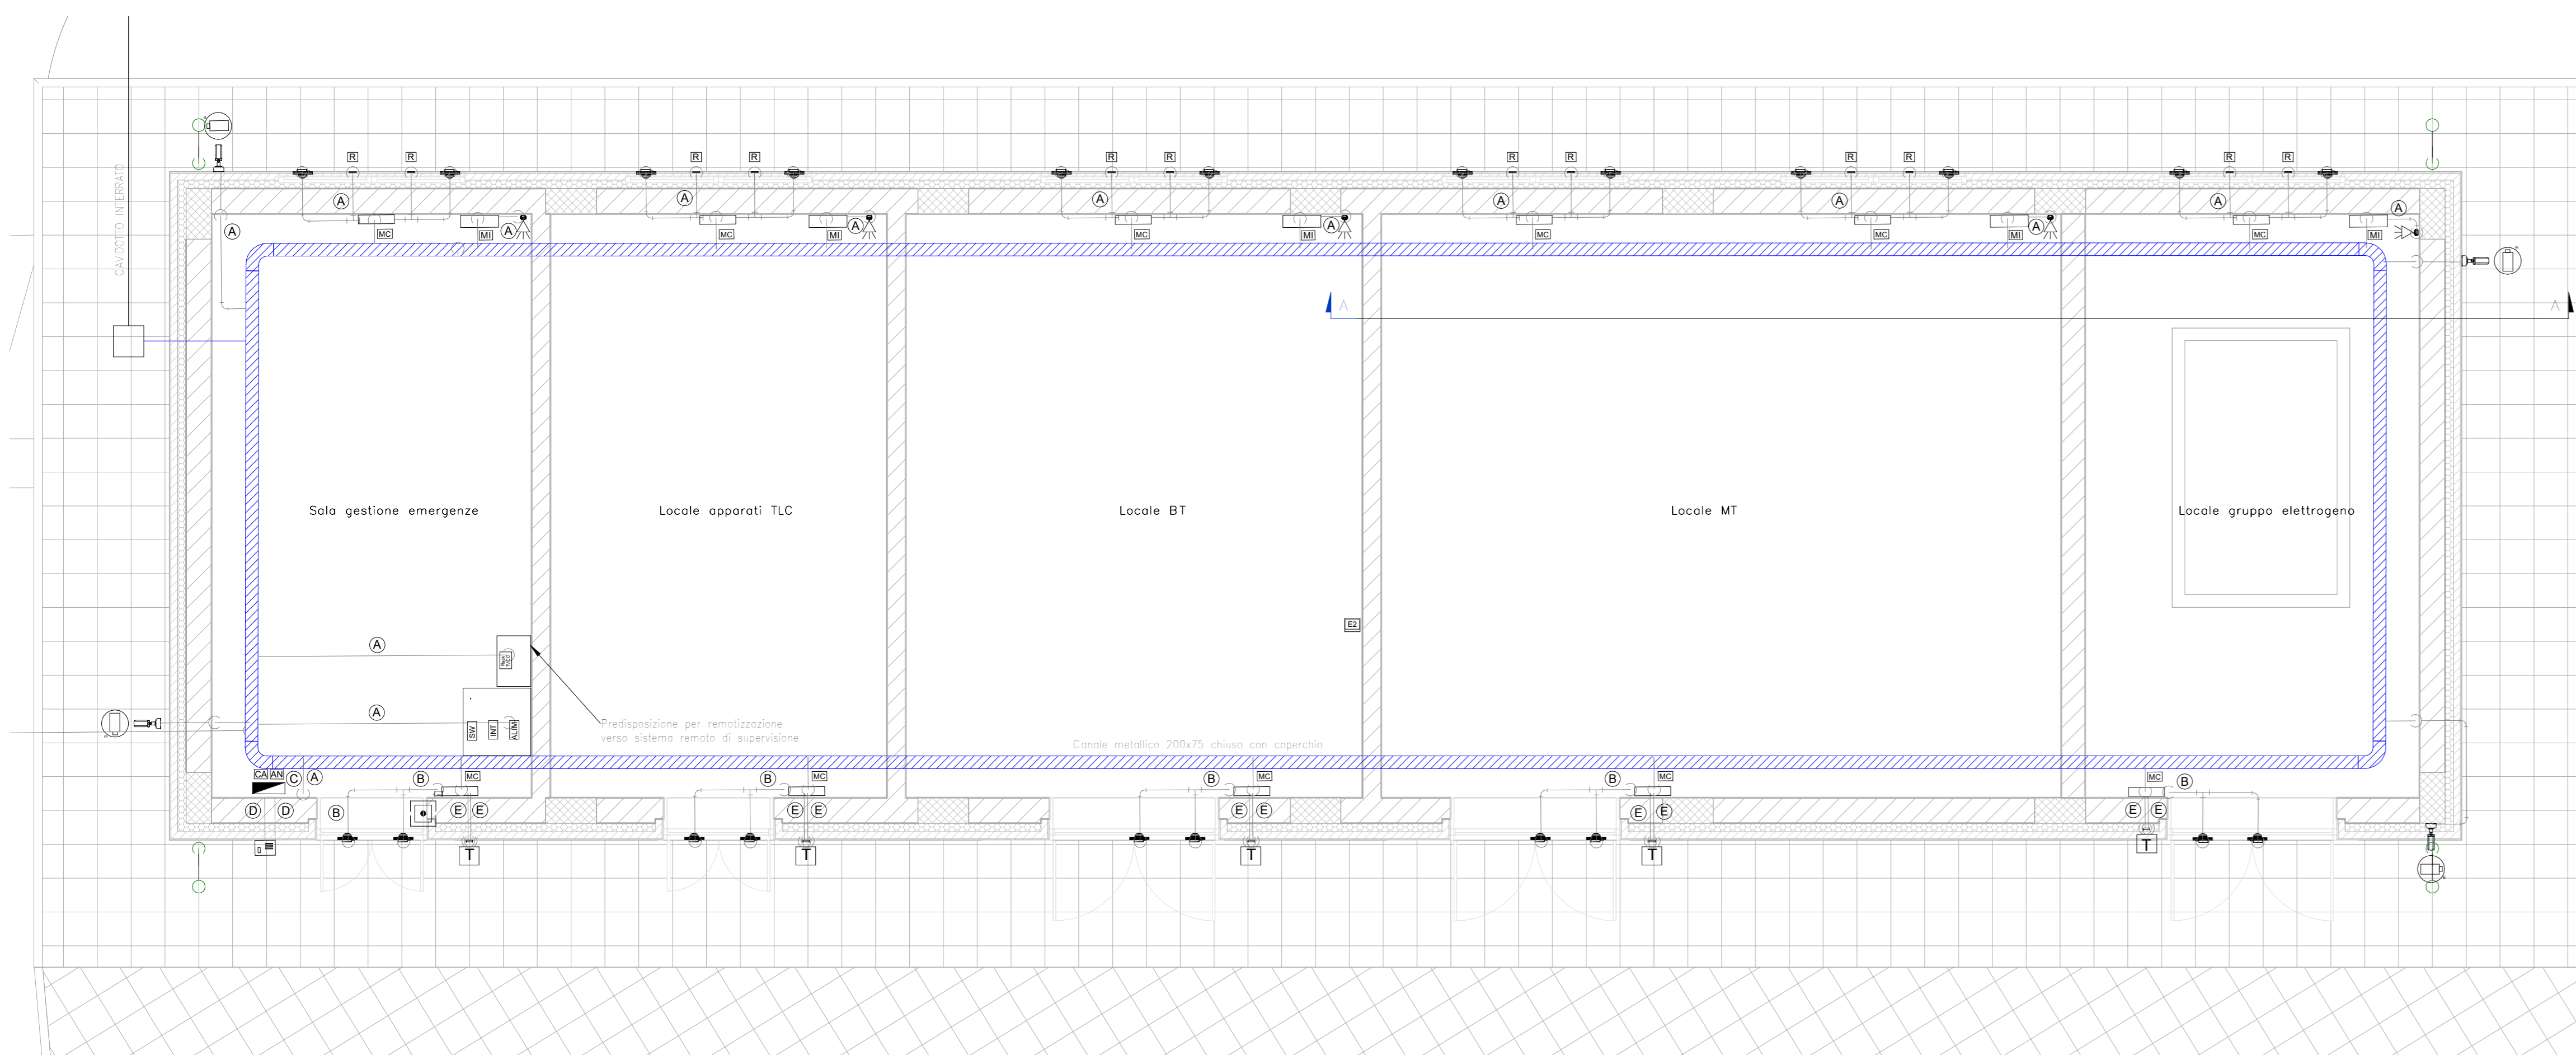 CAVIDOTTO INTERRATO
R R R R R R R R R R R R
A A A A A A
A MC MI A MC MI A MC MI A MC MC MI A MC MI A
A A
Sala gestione emergenze
Locale apparati TLC
Locale BT
Locale MT
Locale gruppo elettrogeno
E2
A
A
SW INT ALIM
Predisposizione per remotizzazione
verso sistema remoto di supervisione
Canale metallico 200x75 chiuso con coperchio
CA AN C A B MC B MC B MC B MC MC B
D D B E E E E E E E E E E
T T T T T